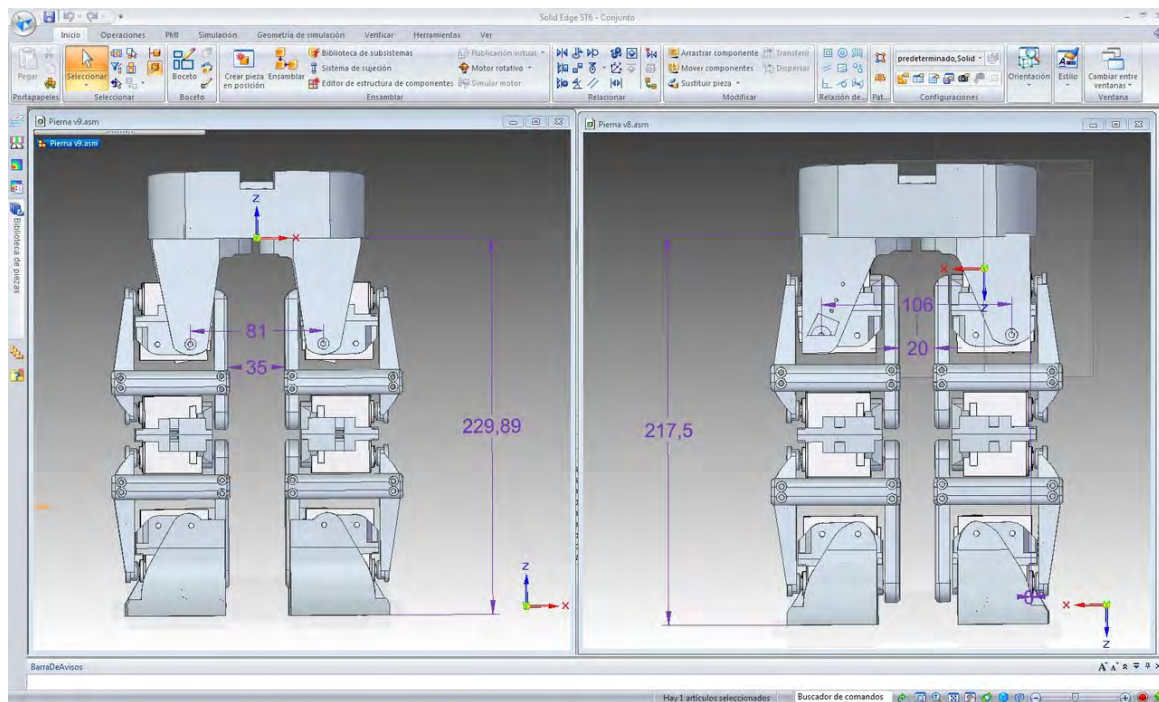 Solid Edge ST6 - Conjunto
Inicio Operaciones PMI Simulación Geometría de simulación Verificar Herramientas Ver
Pegar
Seleccionar
Boceto
Crear pieza en posición
Ensamblar
Biblioteca de subsistemas
Sistema de sujeción
Editor de estructura de componentes
Publicación virtual
Motor rotativo
Simular motor
Arrastrar componente
Mover componentes
Sustituir pieza
Transferir
Dispersar
predeterminado,Solid
Orientación
Estilo
Cambiar entre ventanas
Portapapeles Seleccionar Boceto Ensamblar Relacionar Modificar Relación de... Pat... Configuraciones Ventana
Pierna v9.asm
Pierna v9.asm
Biblioteca de piezas
Z
X
81
35
229,89
Z
X
Pierna v8.asm
X
Z
106
20
217,5
X
Z
BarraDeAvisos
Hay 1 artículos seleccionados
Buscador de comandos